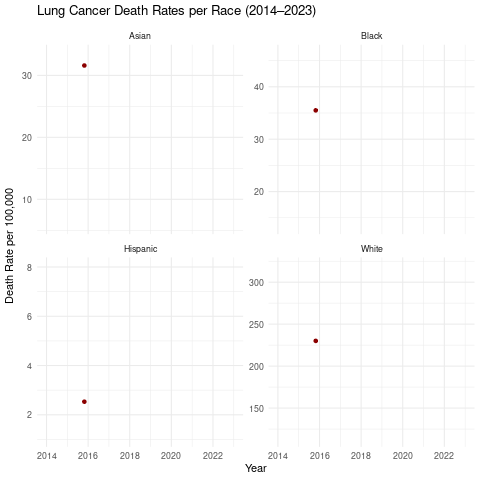 Lung Cancer Death Rates per Race (2014–2023)
Asian
Black
30
20
10
40
30
20
Death Rate per 100,000
Hispanic
White
8
6
4
2
300
250
200
150
2014 2016 2018 2020 2022
2014 2016 2018 2020 2022
Year